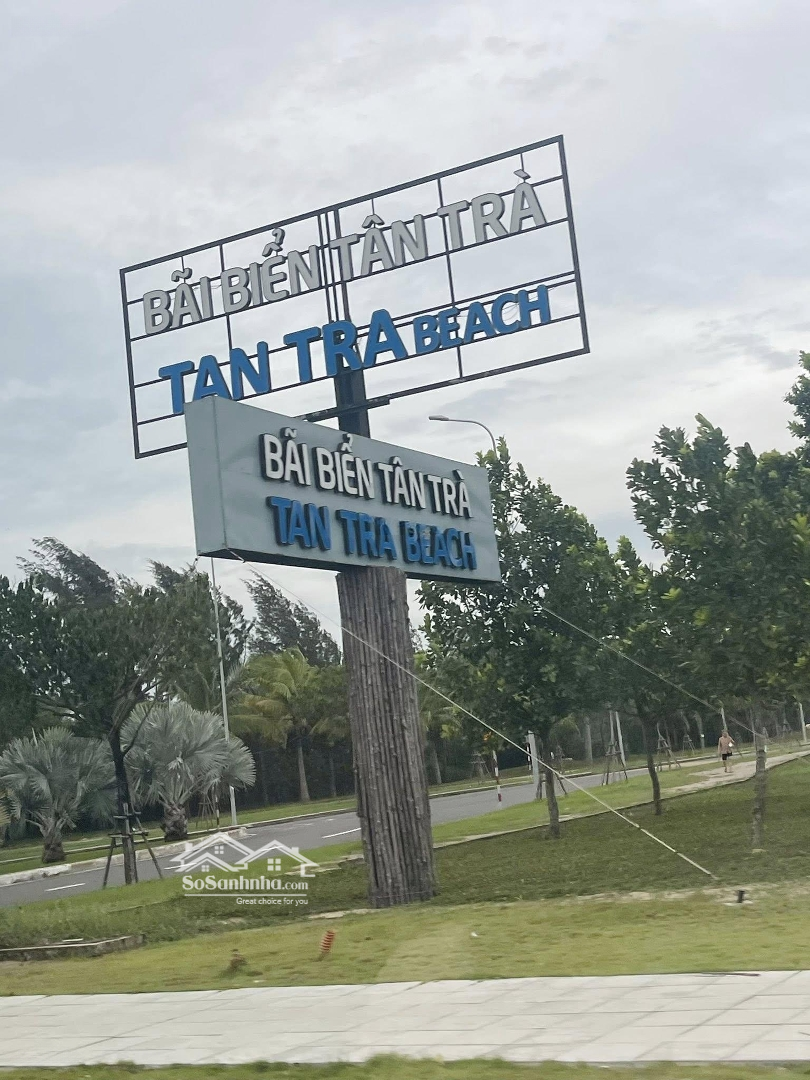 BÃI BIỂN TÂN TRÀ
TAN TRA BEACH
BÃI BIỂN TÂN TRÀ
TAN TRA BEACH
SoSanhnha.com
Great choice for you